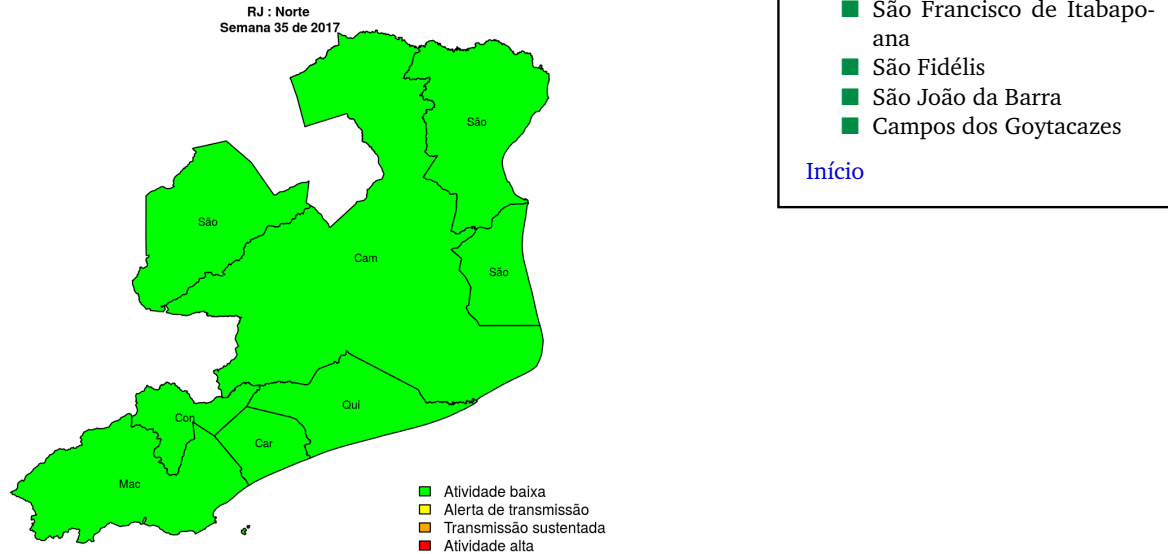 RJ : Norte
Semana 35 de 2017
São
São
Cam
São
Qui
Con
Car
Mac
Atividade baixa
Alerta de transmissão
Transmissão sustentada
Atividade alta
São Francisco de Itabapo-
ana
São Fidélis
São João da Barra
Campos dos Goytacazes
Início